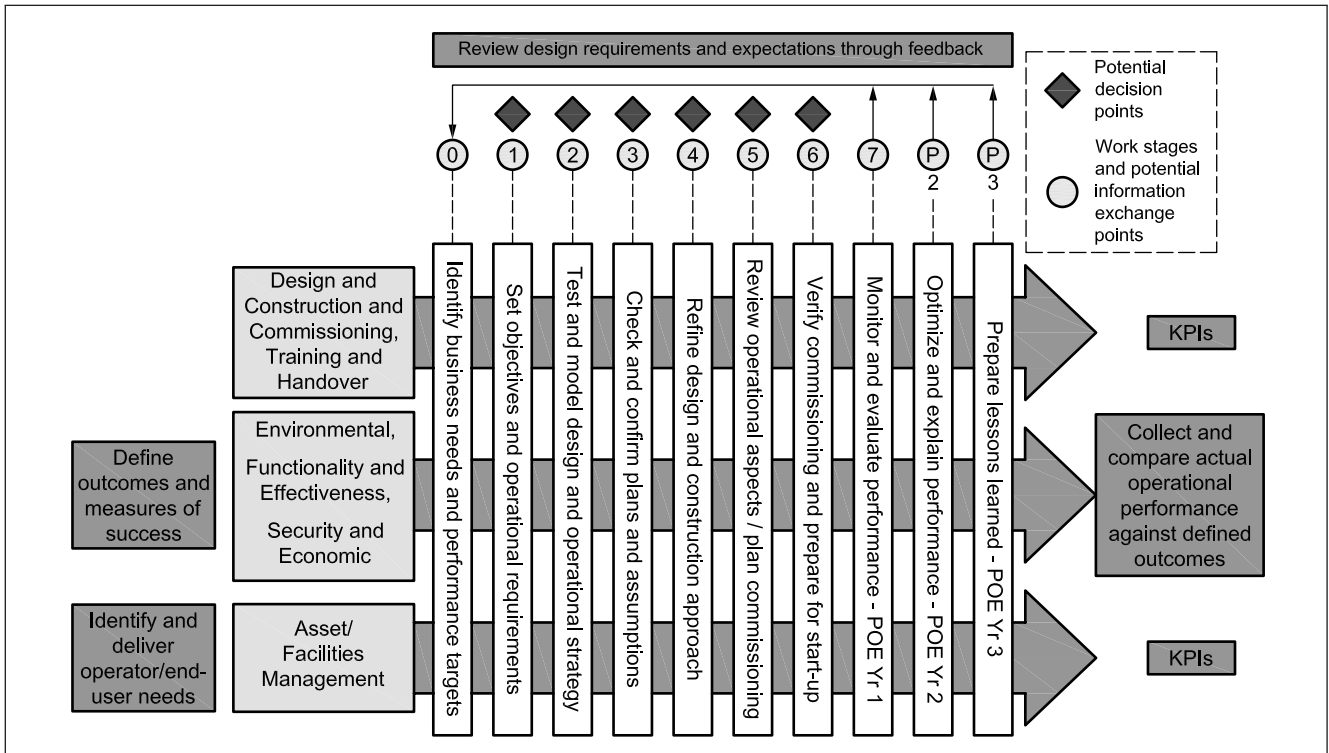 Review design requirements and expectations through feedback
Potential
decision
points
Work stages
and potential
information
exchange
points
0
1
2
3
4
5
6
7
P
2
P
3
Identify business needs and performance targets
Set objectives and operational requirements
Test and model design and operational strategy
Check and confirm plans and assumptions
Refine design and construction approach
Review operational aspects / plan commissioning
Verify commissioning and prepare for start-up
Monitor and evaluate performance - POE Yr 1
Optimize and explain performance - POE Yr 2
Prepare lessons learned - POE Yr 3
Design and
Construction and
Commissioning,
Training and
Handover
KPIs
Define
outcomes and
measures of
success
Environmental,
Functionality and
Effectiveness,
Security and
Economic
Collect and
compare actual
operational
performance
against defined
outcomes
Identify and
deliver
operator/end-
user needs
Asset/
Facilities
Management
KPIs